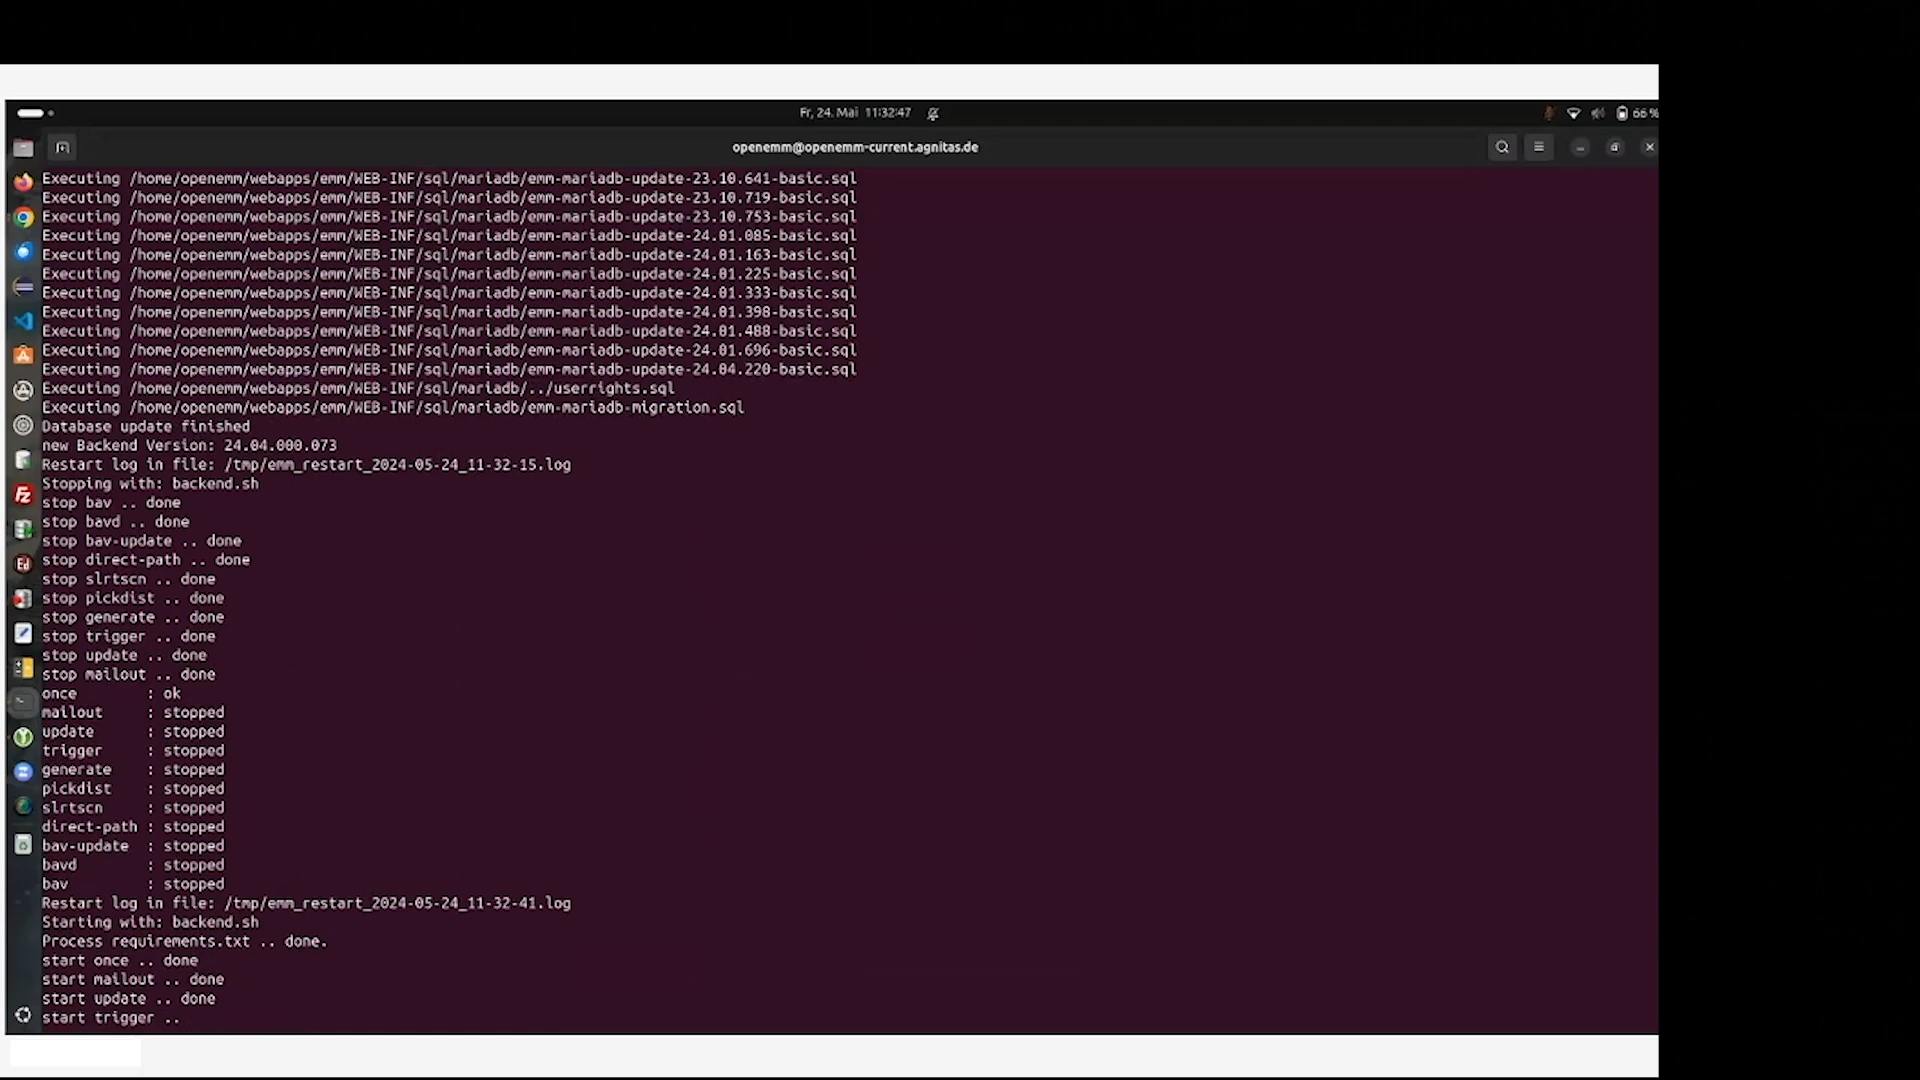 Fr, 24. Mai 11:32:47
66 %
openemm@openemm-current.agnitas.de
Executing /home/openemm/webapps/emm/WEB-INF/sql/mariadb/emm-mariadb-update-23.10.641-basic.sql
Executing /home/openemm/webapps/emm/WEB-INF/sql/mariadb/emm-mariadb-update-23.10.719-basic.sql
Executing /home/openemm/webapps/emm/WEB-INF/sql/mariadb/emm-mariadb-update-23.10.753-basic.sql
Executing /home/openemm/webapps/emm/WEB-INF/sql/mariadb/emm-mariadb-update-24.01.085-basic.sql
Executing /home/openemm/webapps/emm/WEB-INF/sql/mariadb/emm-mariadb-update-24.01.163-basic.sql
Executing /home/openemm/webapps/emm/WEB-INF/sql/mariadb/emm-mariadb-update-24.01.225-basic.sql
Executing /home/openemm/webapps/emm/WEB-INF/sql/mariadb/emm-mariadb-update-24.01.333-basic.sql
Executing /home/openemm/webapps/emm/WEB-INF/sql/mariadb/emm-mariadb-update-24.01.398-basic.sql
Executing /home/openemm/webapps/emm/WEB-INF/sql/mariadb/emm-mariadb-update-24.01.488-basic.sql
Executing /home/openemm/webapps/emm/WEB-INF/sql/mariadb/emm-mariadb-update-24.01.696-basic.sql
Executing /home/openemm/webapps/emm/WEB-INF/sql/mariadb/emm-mariadb-update-24.04.220-basic.sql
Executing /home/openemm/webapps/emm/WEB-INF/sql/mariadb/../userrights.sql
Executing /home/openemm/webapps/emm/WEB-INF/sql/mariadb/emm-mariadb-migration.sql
Database update finished
new Backend Version: 24.04.000.073
Restart log in file: /tmp/emm_restart_2024-05-24_11-32-15.log
Stopping with: backend.sh
stop bav .. done
stop bavd .. done
stop bav-update .. done
stop direct-path .. done
stop slrtscn .. done
stop pickdist .. done
stop generate .. done
stop trigger .. done
stop update .. done
stop mailout .. done
once : ok
mailout : stopped
update : stopped
trigger : stopped
generate : stopped
pickdist : stopped
slrtscn : stopped
direct-path : stopped
bav-update : stopped
bavd : stopped
bav : stopped
Restart log in file: /tmp/emm_restart_2024-05-24_11-32-41.log
Starting with: backend.sh
Process requirements.txt .. done.
start once .. done
start mailout .. done
start update .. done
start trigger ..